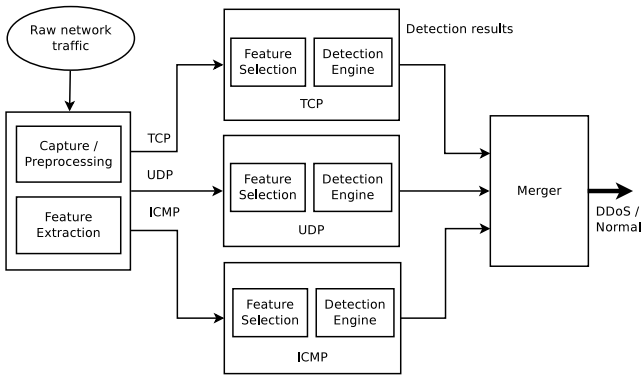 Raw network
traffic
Capture /
Preprocessing
Feature
Extraction
TCP
UDP
ICMP
Feature
Selection
Detection
Engine
TCP
Feature
Selection
Detection
Engine
UDP
Feature
Selection
Detection
Engine
ICMP
Detection results
Merger
DDoS /
Normal